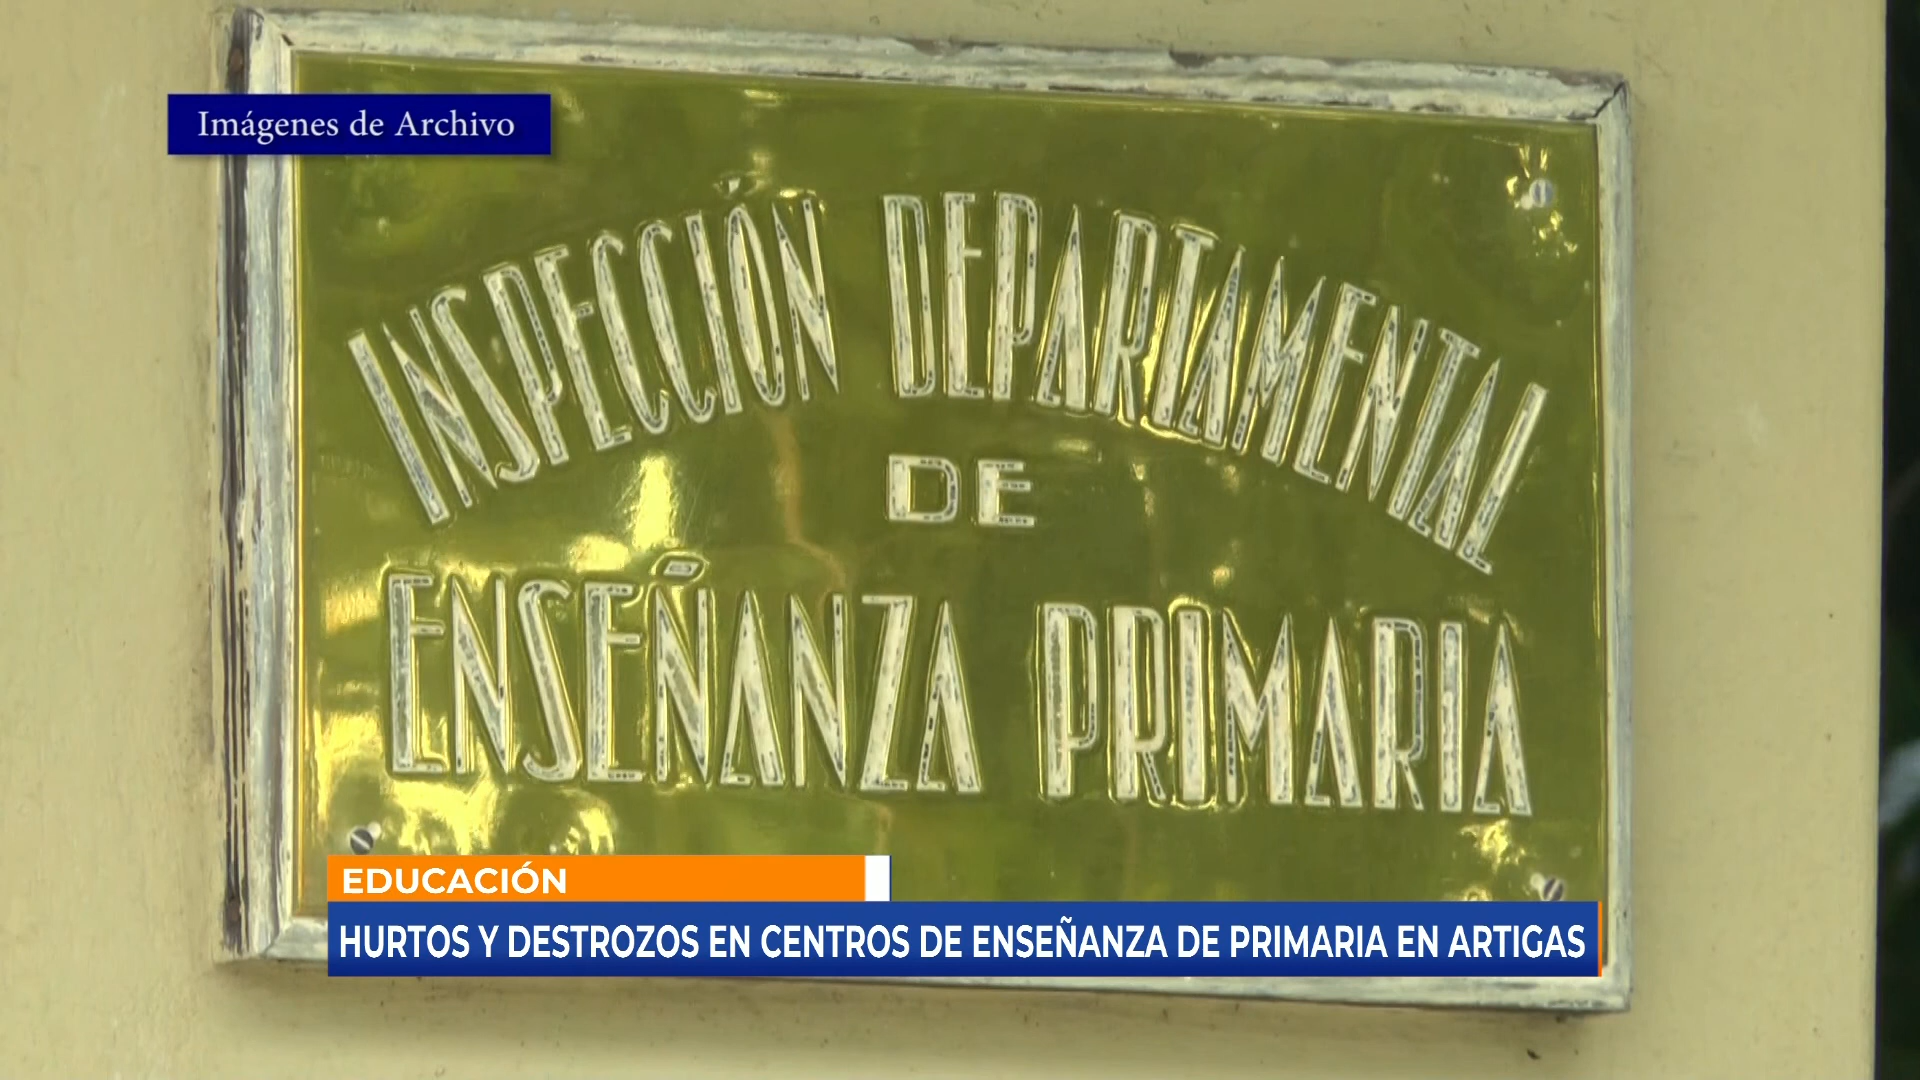 Imágenes de Archivo
INSPECCIÓN DEPARTAMENTAL
DE
ENSEÑANZA PRIMARIA
EDUCACIÓN
HURTOS Y DESTROZOS EN CENTROS DE ENSEÑANZA DE PRIMARIA EN ARTIGAS